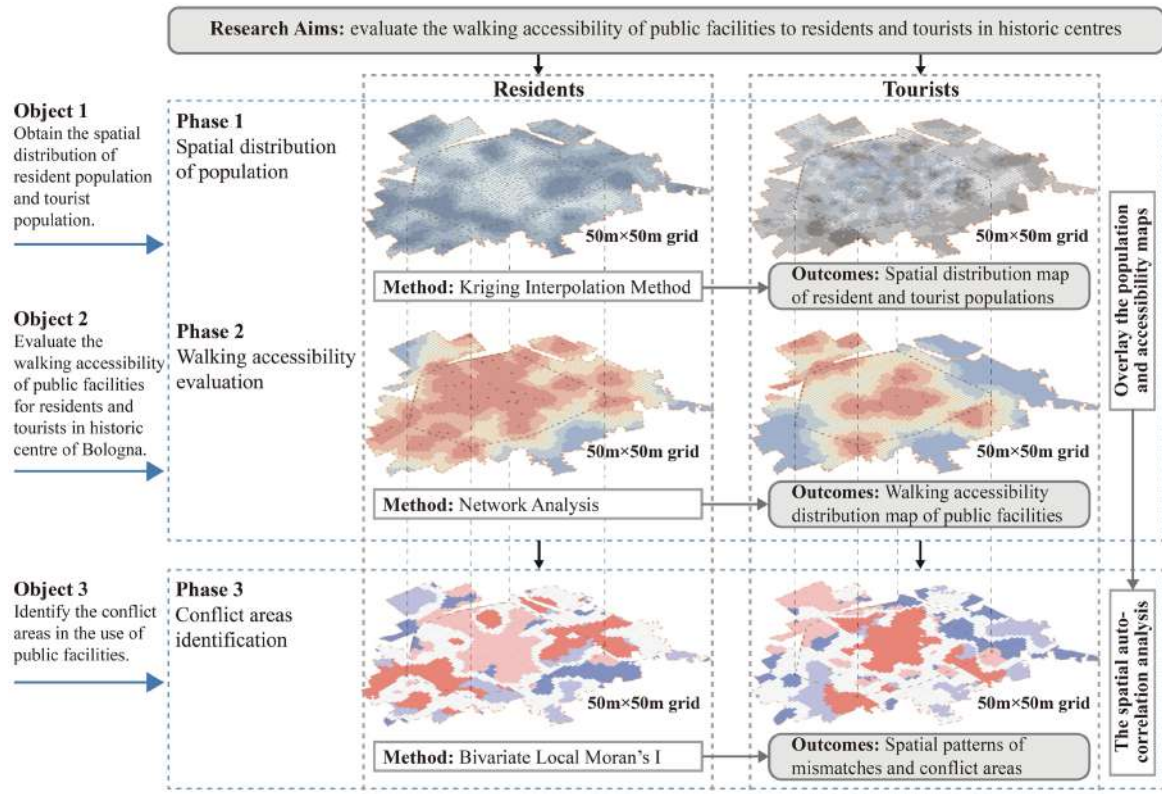 Research Aims: evaluate the walking accessibility of public facilities to residents and tourists in historic centres
Residents
Tourists
Object 1
Obtain the spatial
distribution of
resident population
and tourist
population.
Phase 1
Spatial distribution
of population
50m×50m grid
50m×50m grid
Method: Kriging Interpolation Method
Outcomes: Spatial distribution map
of resident and tourist populations
Object 2
Evaluate the
walking accessibility
of public facilities
for residents and
tourists in historic
centre of Bologna.
Phase 2
Walking accessibility
evaluation
50m×50m grid
50m×50m grid
Method: Network Analysis
Outcomes: Walking accessibility
distribution map of public facilities
Overlay the population
and accessibility maps
Object 3
Identify the conflict
areas in the use of
public facilities.
Phase 3
Conflict areas
identification
50m×50m grid
50m×50m grid
Method: Bivariate Local Moran's I
Outcomes: Spatial patterns of
mismatches and conflict areas
The spatial auto-
correlation analysis